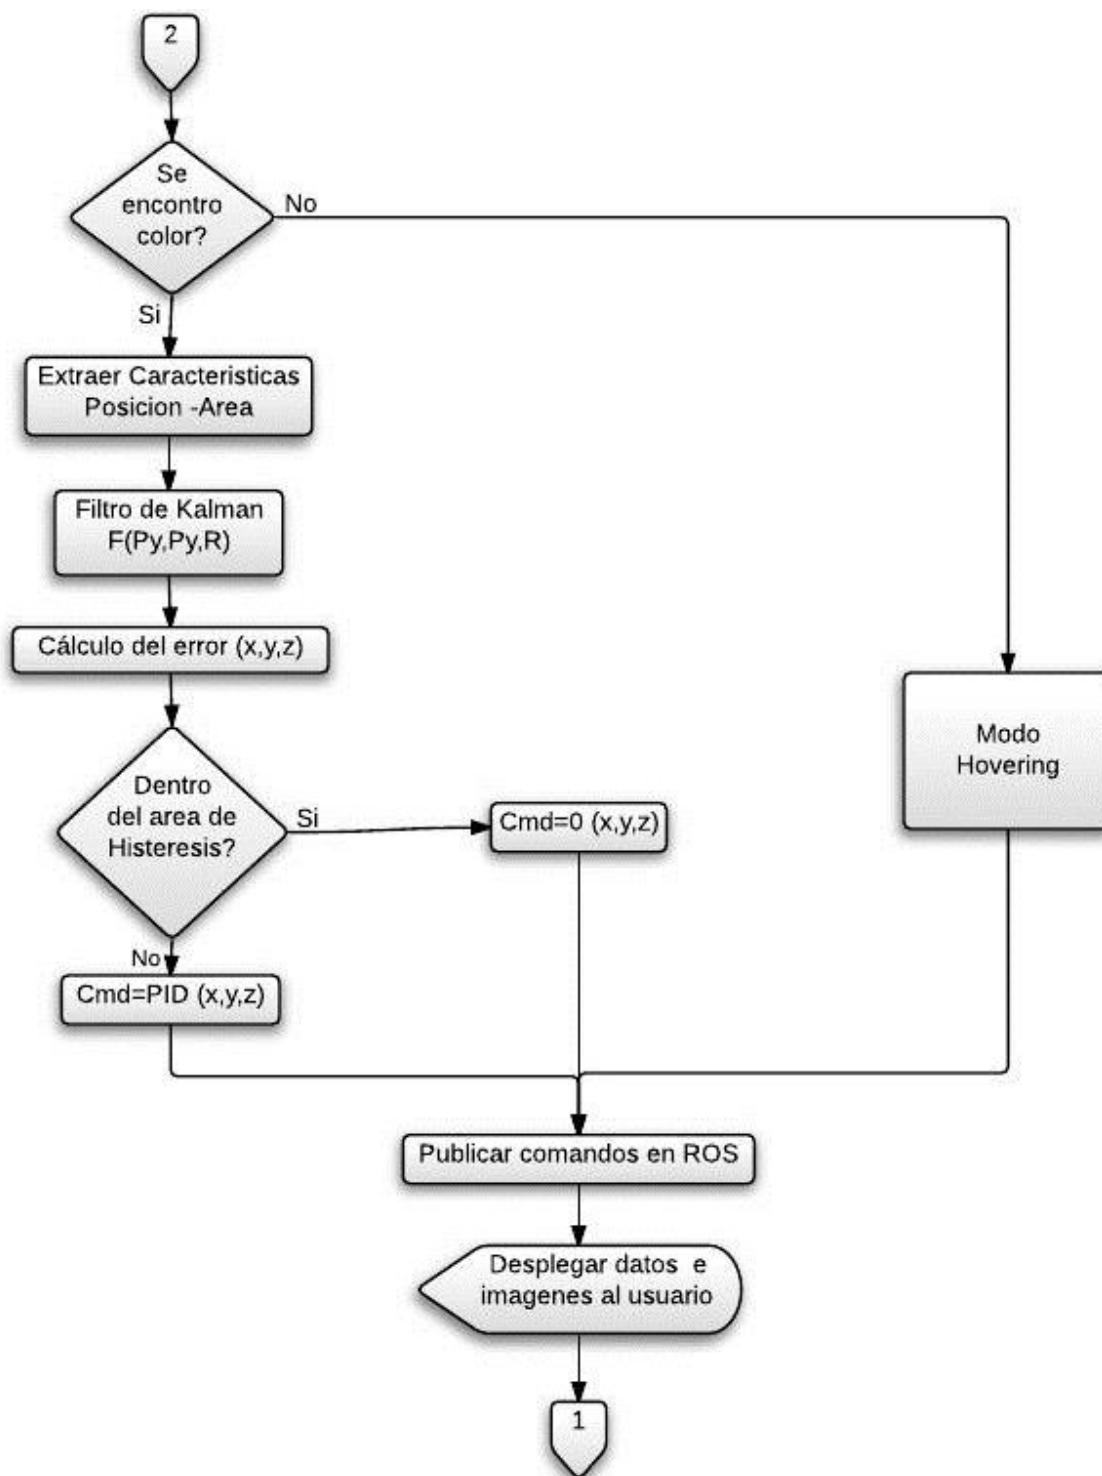 2
Se
encontro
color?
No
Si
Extraer Caracteristicas
Posicion -Area
Filtro de Kalman
F(Py,Py,R)
Cálculo del error (x,y,z)
Modo
Hovering
Dentro
del area de
Histeresis?
Si
Cmd=0 (x,y,z)
No
Cmd=PID (x,y,z)
Publicar comandos en ROS
Desplegar datos e
imagenes al usuario
1